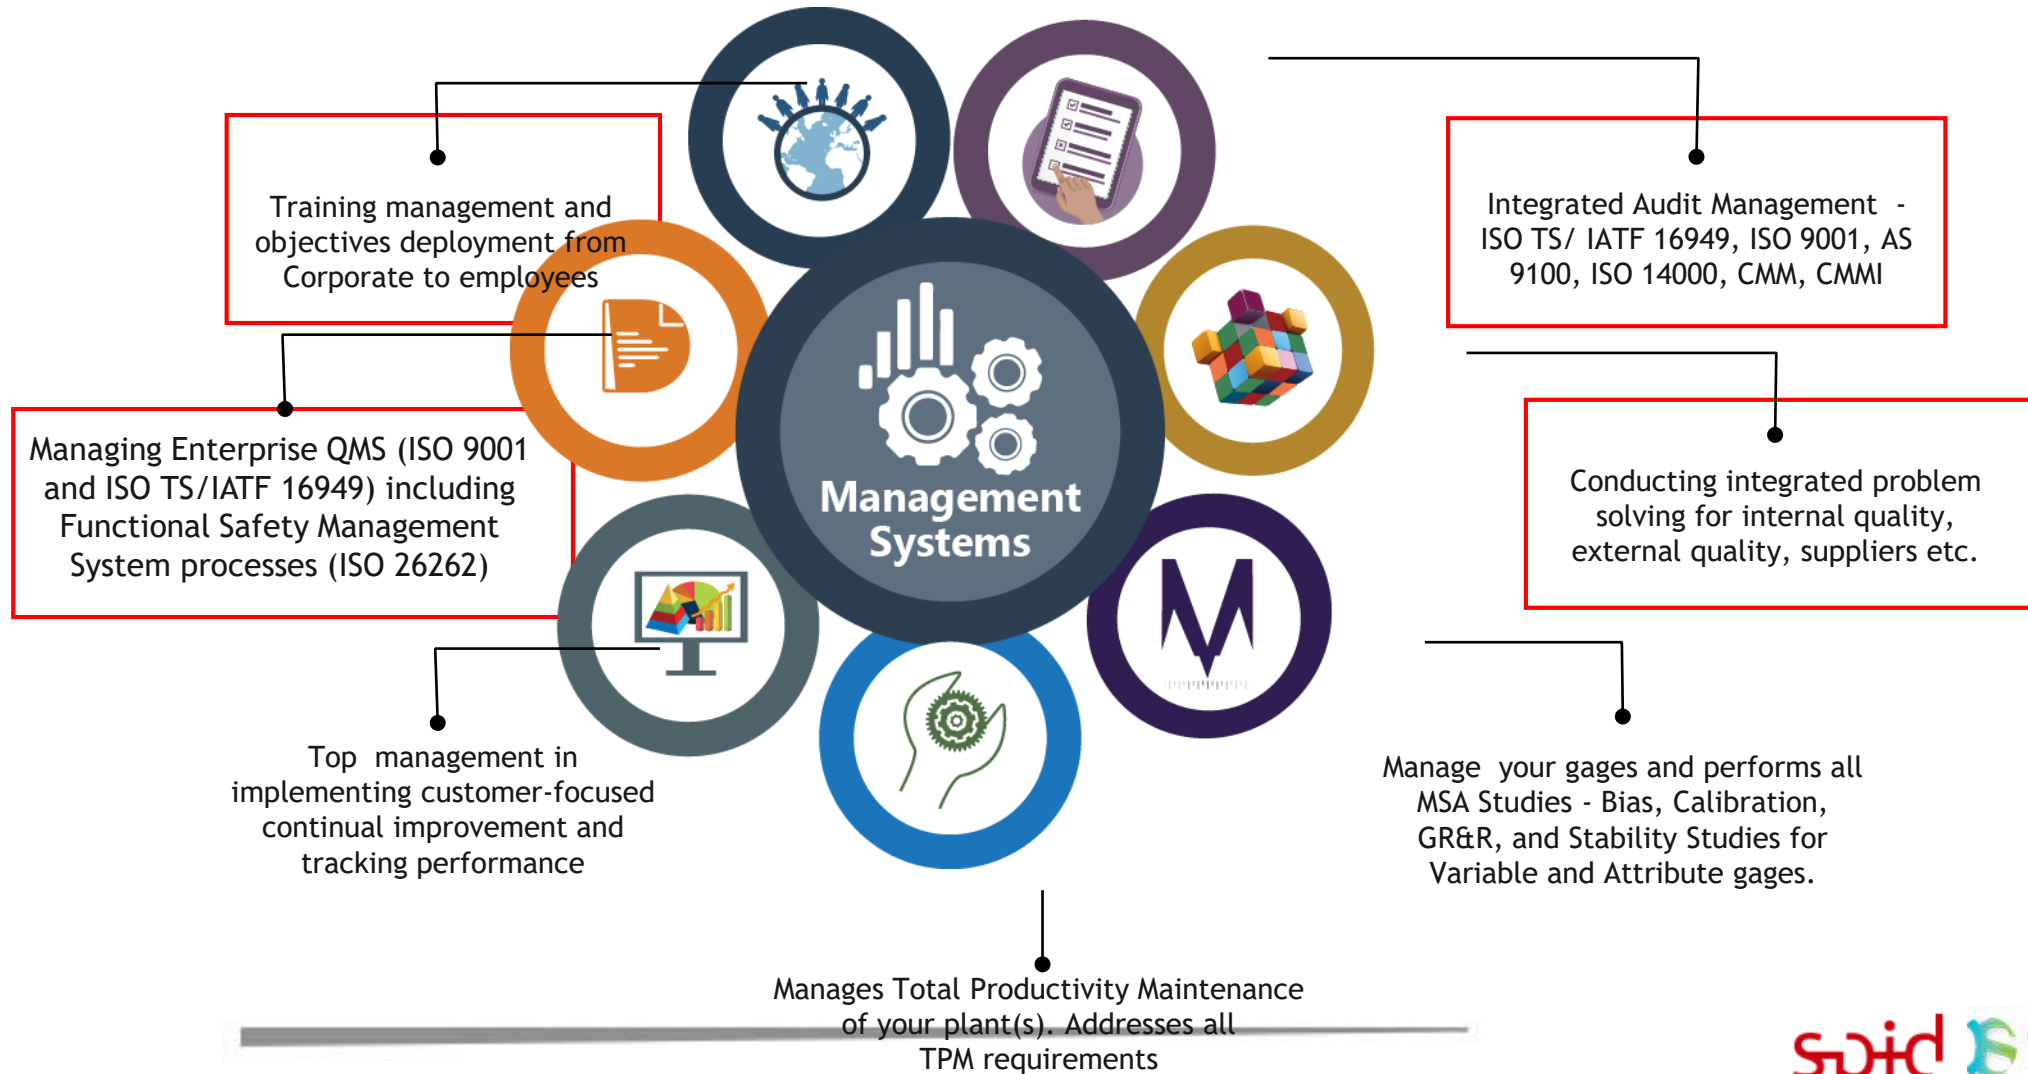 Training management and
objectives deployment from
Corporate to employees
Integrated Audit Management -
ISO TS/ IATF 16949, ISO 9001, AS
9100, ISO 14000, CMM, CMMI
Managing Enterprise QMS (ISO 9001
and ISO TS/IATF 16949) including
Functional Safety Management
System processes (ISO 26262)
Management
Systems
Conducting integrated problem
solving for internal quality,
external quality, suppliers etc.
Top management in
implementing customer-focused
continual improvement and
tracking performance
Manage your gages and performs all
MSA Studies - Bias, Calibration,
GR&R, and Stability Studies for
Variable and Attribute gages.
Manages Total Productivity Maintenance
of your plant(s). Addresses all
TPM requirements